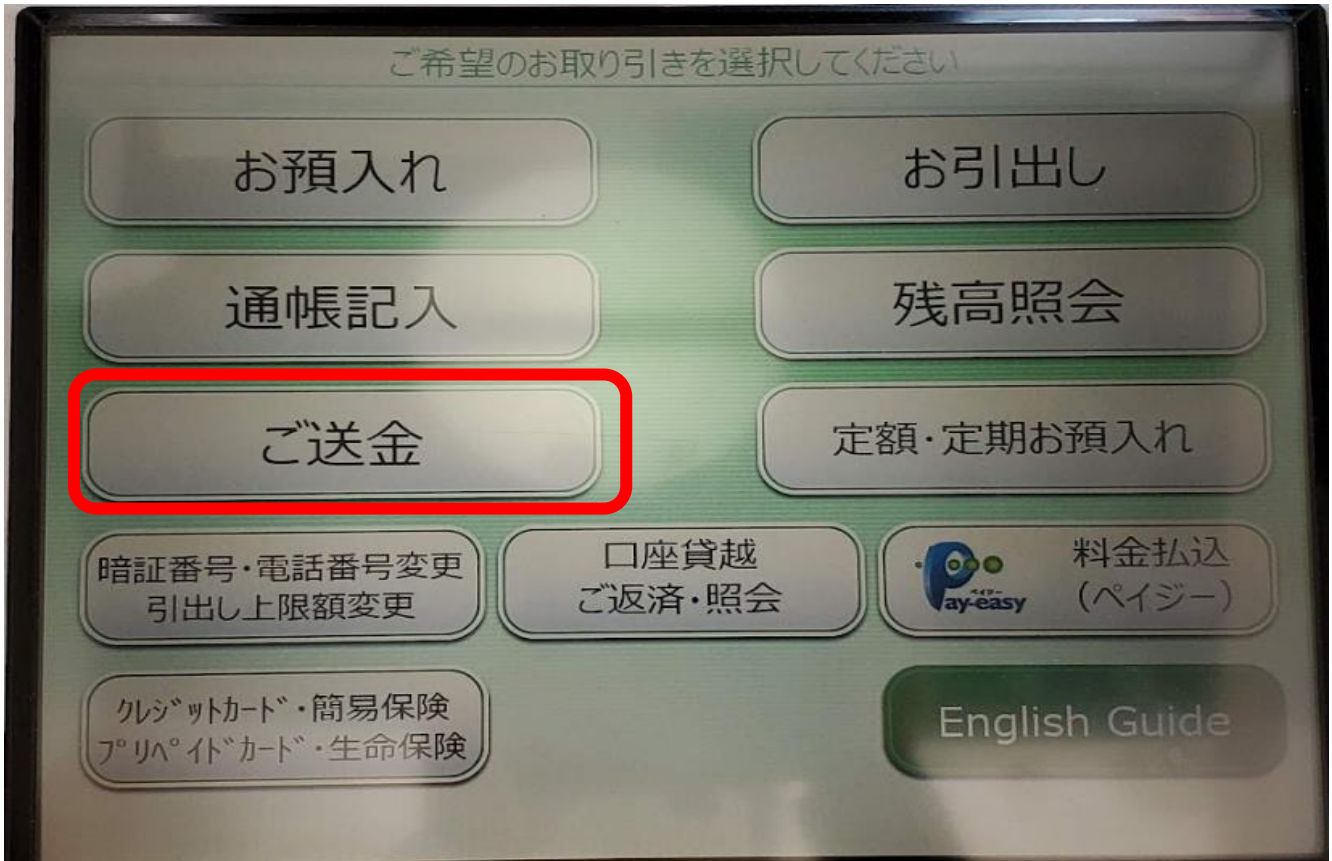 ご希望のお取り引きを選択してください
お預入れ
お引出し
通帳記入
残高照会
ご送金
定額・定期お預入れ
暗証番号・電話番号変更
引出し上限額変更
口座貸越
ご返済・照会
ペイジー
Pay-easy
料金払込
(ペイジー)
ｸﾚｼﾞｯﾄｶｰﾄﾞ・簡易保険
ﾌﾟﾘﾍﾟｲﾄﾞｶｰﾄﾞ・生命保険
English Guide